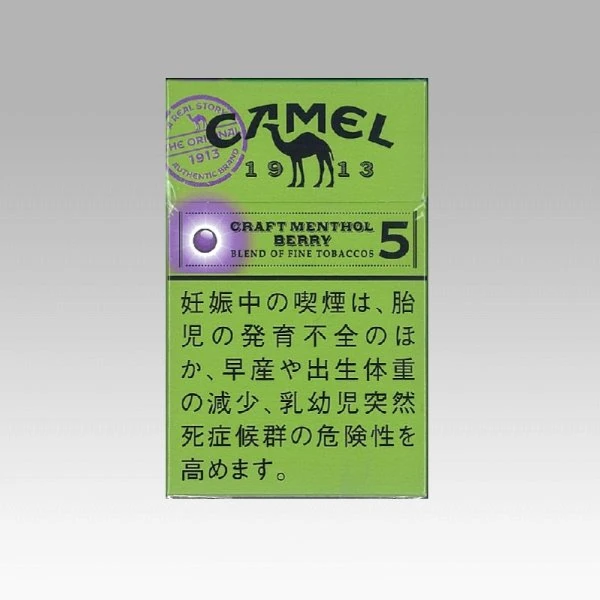 A REAL STORY
THE ORIGINAL
1913
AUTHENTIC BRAND
CAMEL
1913
CRAFT MENTHOL
BERRY
BLEND OF FINE TOBACCOS
5
妊娠中の喫煙は、胎
児の発育不全のほ
か、早産や出生体重
の減少、乳幼児突然
死症候群の危険性を
高めます。